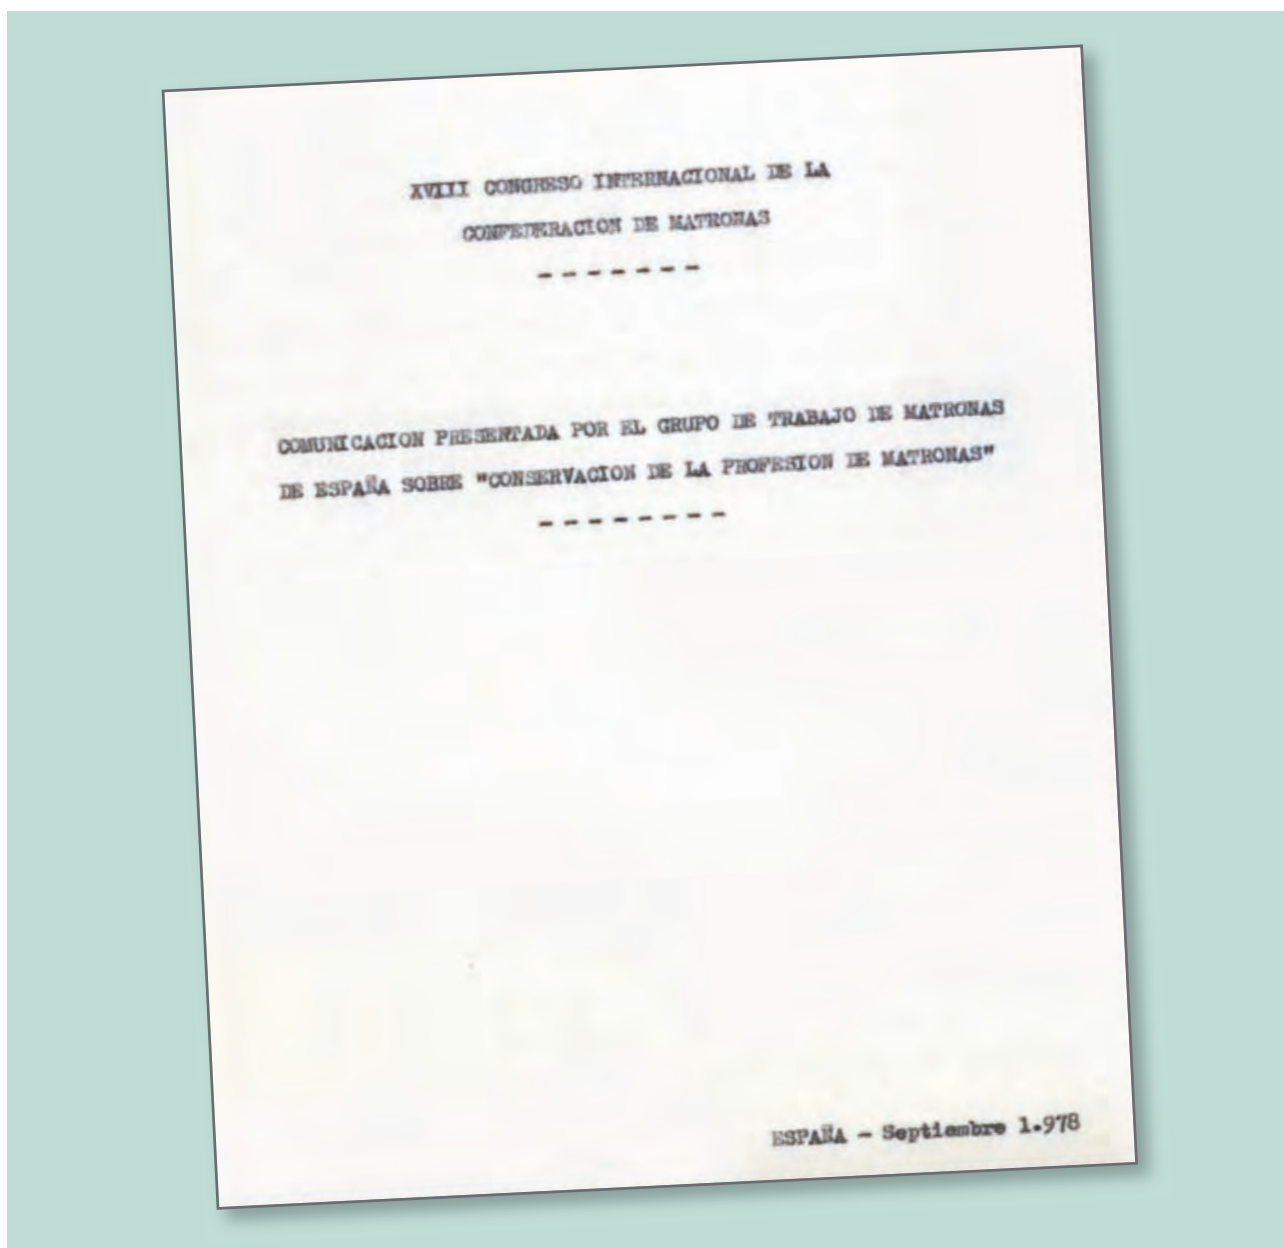 XVIII CONGRESO INTERNACIONAL DE LA
CONFEDERACION DE MATRONAS
- - - - - - -
COMUNICACION PRESENTADA POR EL GRUPO DE TRABAJO DE MATRONAS
DE ESPAÑA SOBRE "CONSERVACION DE LA PROFESION DE MATRONAS"
- - - - - - - -
ESPAÑA - Septiembre 1.978